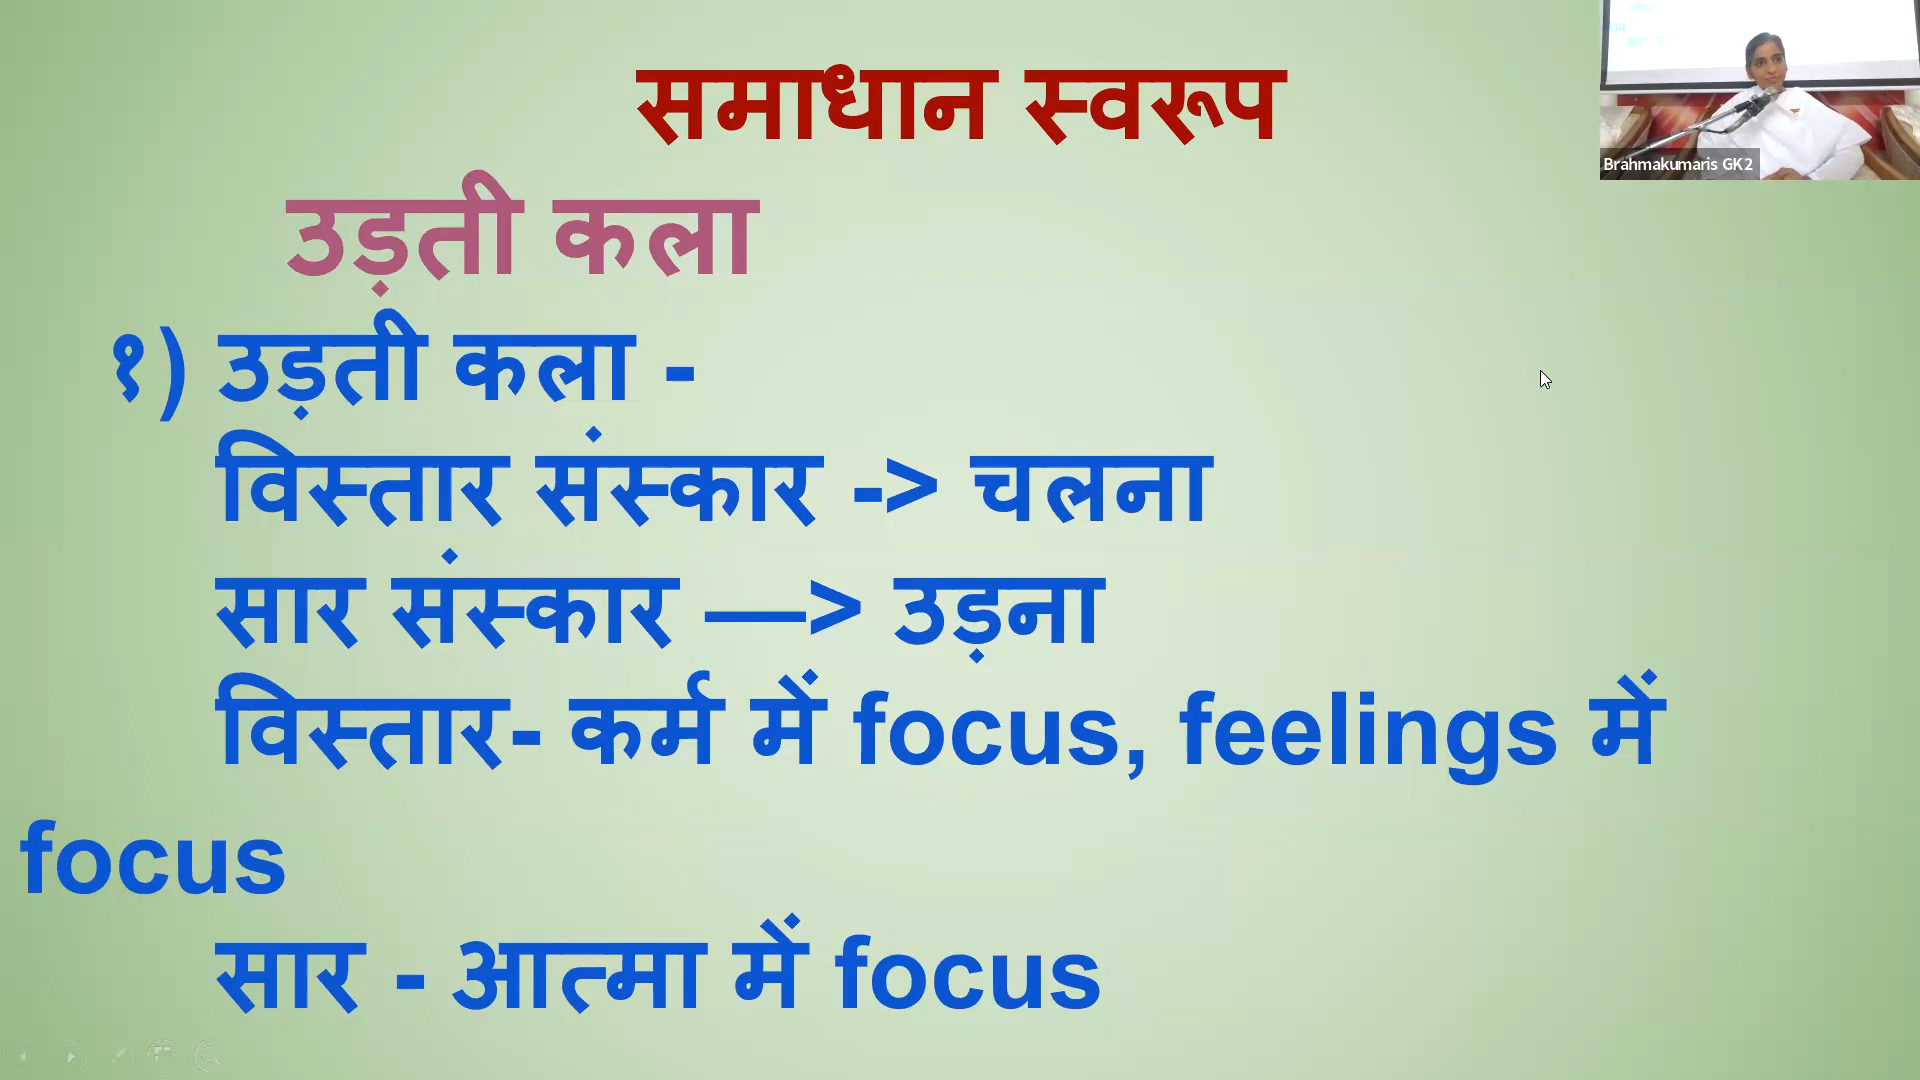 समाधान स्वरूप
Brahmakumaris GK2
उड़ती कला
१) उड़ती कला -
विस्तार संस्कार -> चलना
सार संस्कार —> उड़ना
विस्तार- कर्म में focus, feelings में
focus
सार - आत्मा में focus